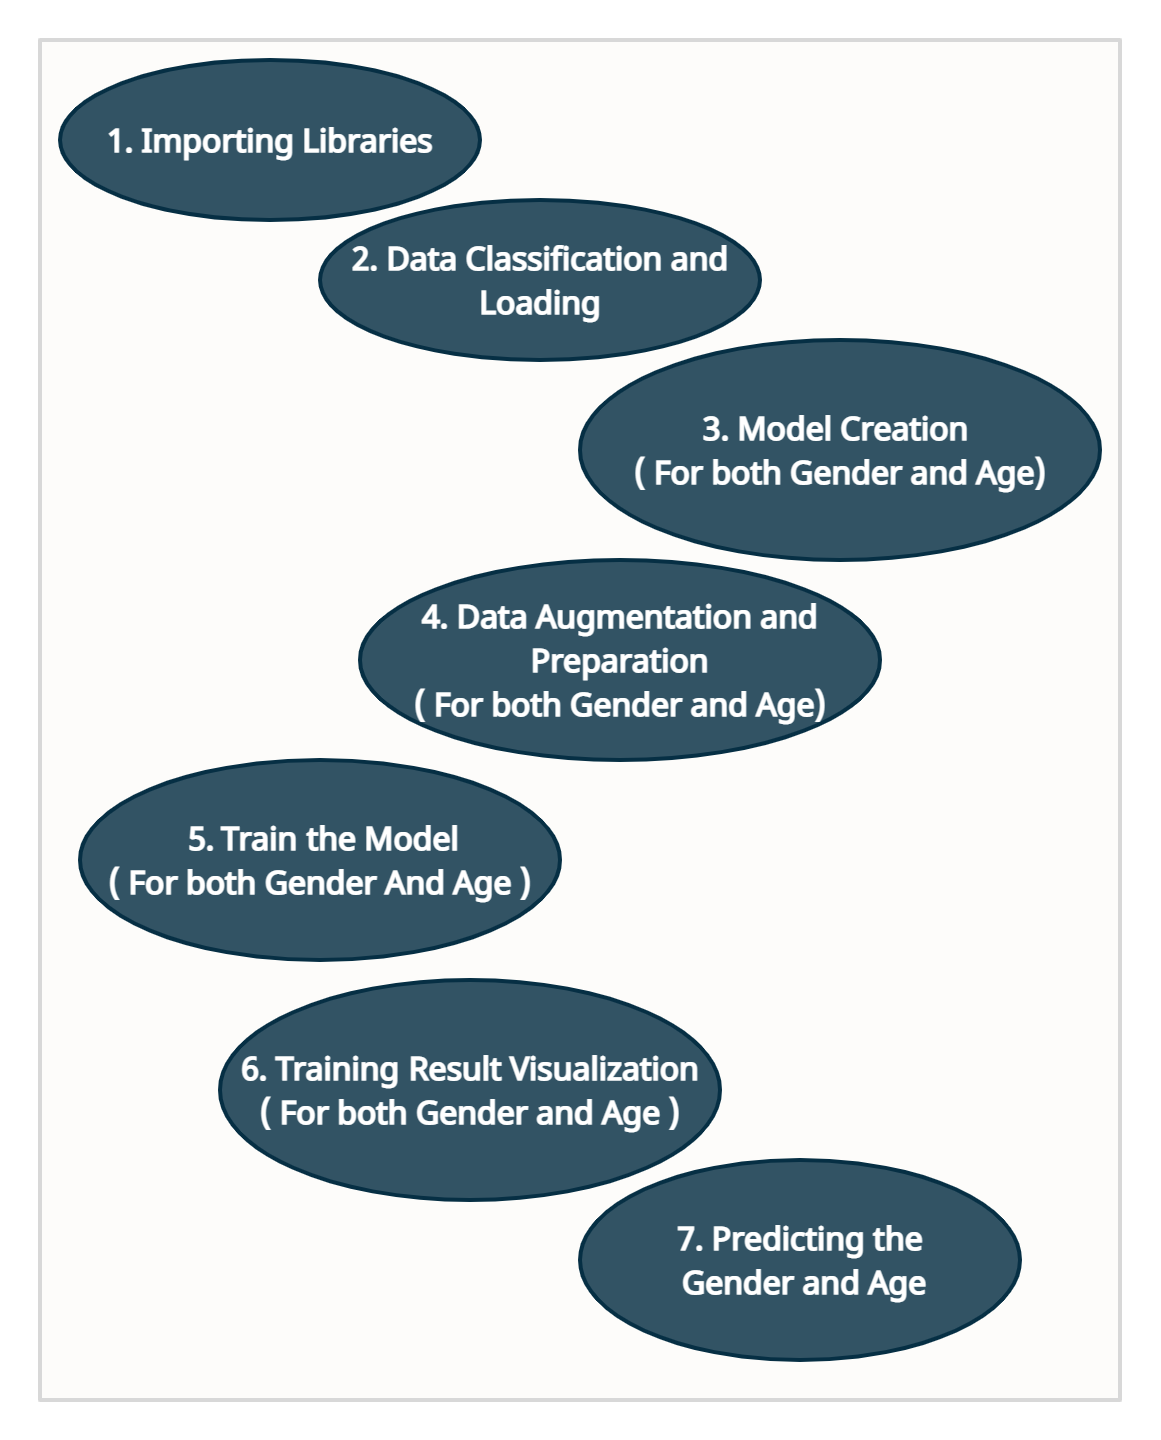 1. Importing Libraries
2. Data Classification and
Loading
3. Model Creation
( For both Gender and Age)
4. Data Augmentation and
Preparation
( For both Gender and Age)
5. Train the Model
( For both Gender And Age )
6. Training Result Visualization
( For both Gender and Age )
7. Predicting the
Gender and Age